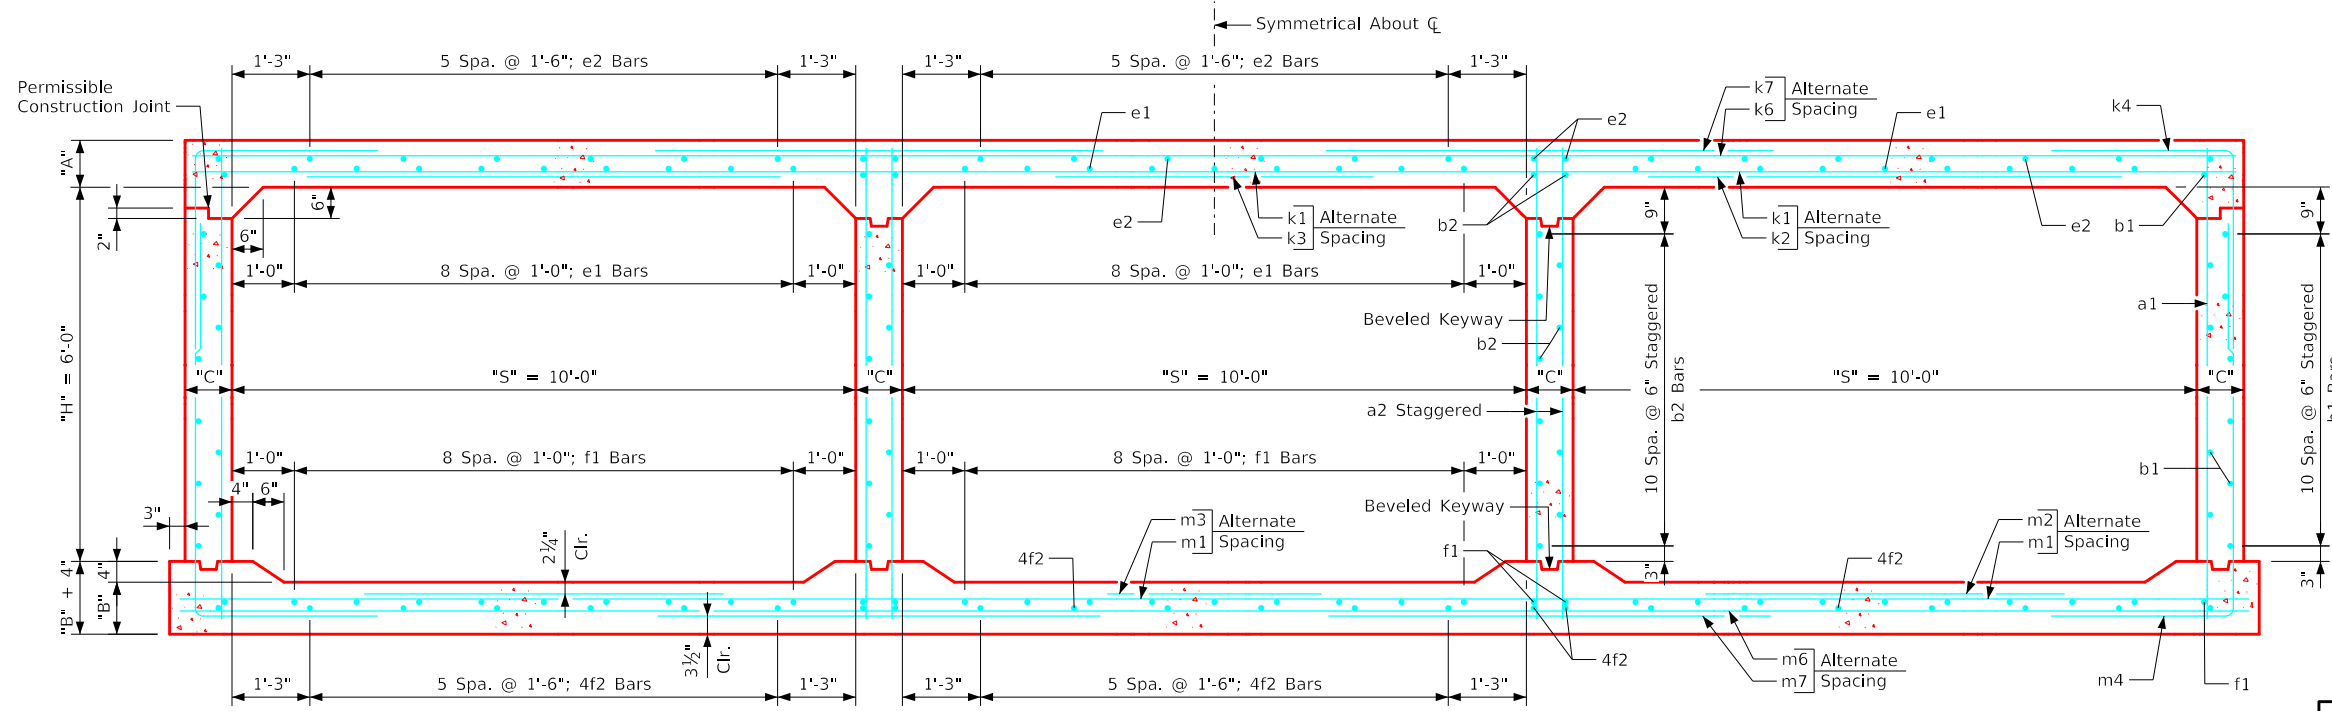 Symmetrical About ℄
1'-3"
5 Spa. @ 1'-6"; e2 Bars
1'-3"
1'-3"
5 Spa. @ 1'-6"; e2 Bars
1'-3"
Permissible
Construction Joint
k7
k6
Alternate
Spacing
k4
e1
e2
e1
"A"
6"
2"
6"
e2
k1
k3
Alternate
Spacing
b2
9"
k1
k2
Alternate
Spacing
e2
b1
9"
1'-0"
8 Spa. @ 1'-0"; e1 Bars
1'-0"
1'-0"
8 Spa. @ 1'-0"; e1 Bars
1'-0"
Beveled Keyway
b2
a1
"H" = 6'-0"
"C"
"S" = 10'-0"
"C"
"S" = 10'-0"
"C"
"S" = 10'-0"
"C"
10 Spa. @ 6" Staggered
b2 Bars
10 Spa. @ 6" Staggered
b1 Bars
a2 Staggered
1'-0"
8 Spa. @ 1'-0"; f1 Bars
1'-0"
1'-0"
8 Spa. @ 1'-0"; f1 Bars
1'-0"
b1
4"
6"
3"
Beveled Keyway
m3
m1
Alternate
Spacing
m2
m1
Alternate
Spacing
2¼"
Clr.
4f2
f1
4f2
3"
3"
"B" + 4"
4"
"B"
3½"
Clr.
4f2
m6
m7
Alternate
Spacing
m4
f1
1'-3"
5 Spa. @ 1'-6"; 4f2 Bars
1'-3"
1'-3"
5 Spa. @ 1'-6"; 4f2 Bars
1'-3"